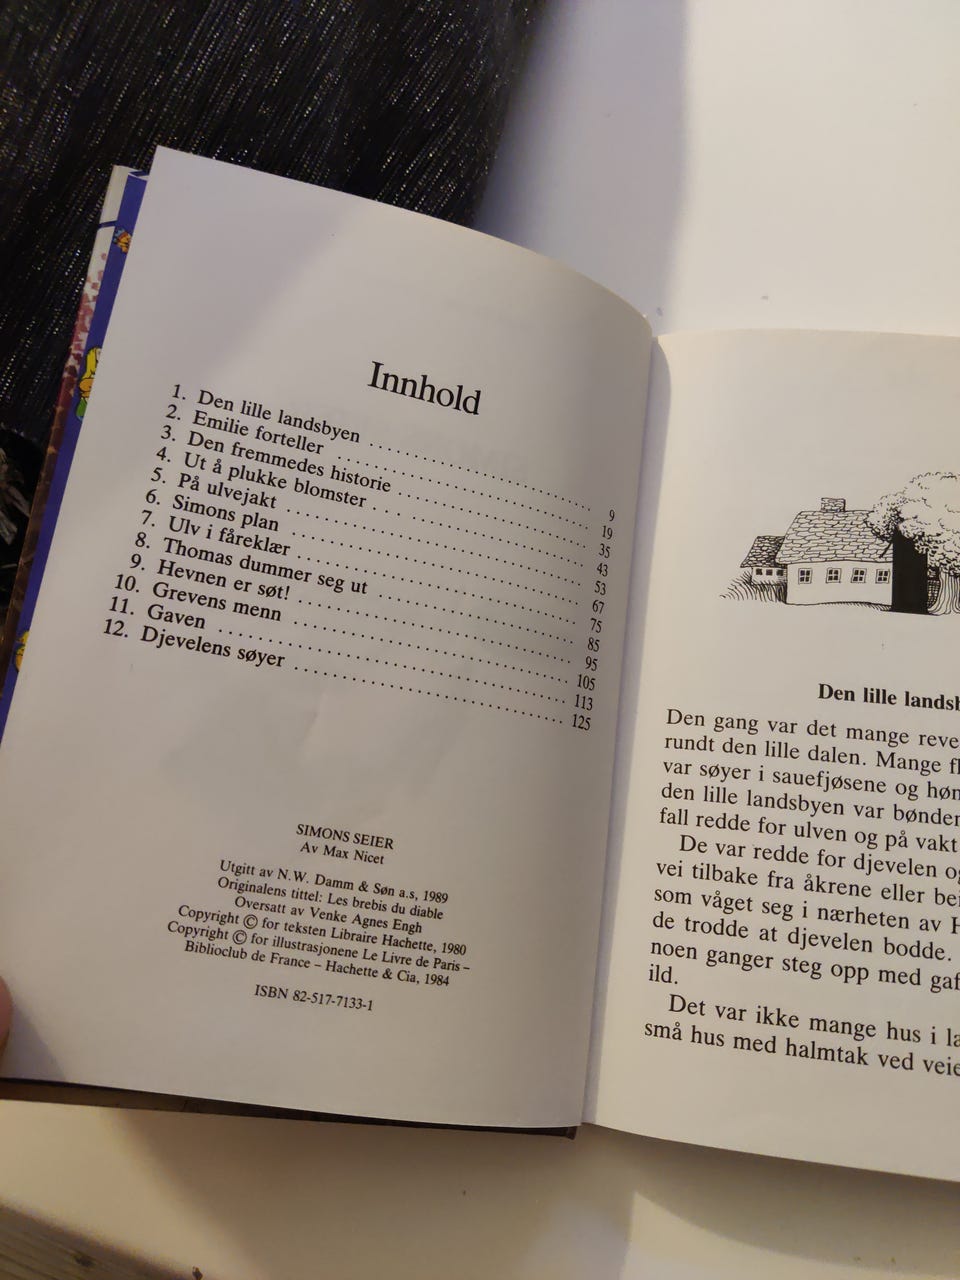 Innhold
1. Den lille landsbyen 9
2. Emilie forteller 19
3. Den fremmedes historie 35
4. Ut å plukke blomster 43
5. På ulvejakt 53
6. Simons plan 67
7. Ulv i fåreklær 75
8. Thomas dummer seg ut 85
9. Hevnen er søt! 95
10. Grevens menn 105
11. Gaven 113
12. Djevelens søyer 125
SIMONS SEIER
Av Max Nicet
Utgitt av N.W. Damm & Søn a.s, 1989
Originalens tittel: Les brebis du diable
Oversatt av Venke Agnes Engh
Copyright © for teksten Libraire Hachette, 1980
Copyright © for illustrasjonene Le Livre de Paris –
Biblioclub de France – Hachette & Cia, 1984
ISBN 82-517-7133-1
Den lille landsb
Den gang var det mange reve
rundt den lille dalen. Mange fl
var søyer i sauefjøsene og høn
den lille landsbyen var bønder
fall redde for ulven og på vakt
De var redde for djevelen og
vei tilbake fra åkrene eller bei
som våget seg i nærheten av H
de trodde at djevelen bodde.
noen ganger steg opp med gaf
ild.
Det var ikke mange hus i la
små hus med halmtak ved veie